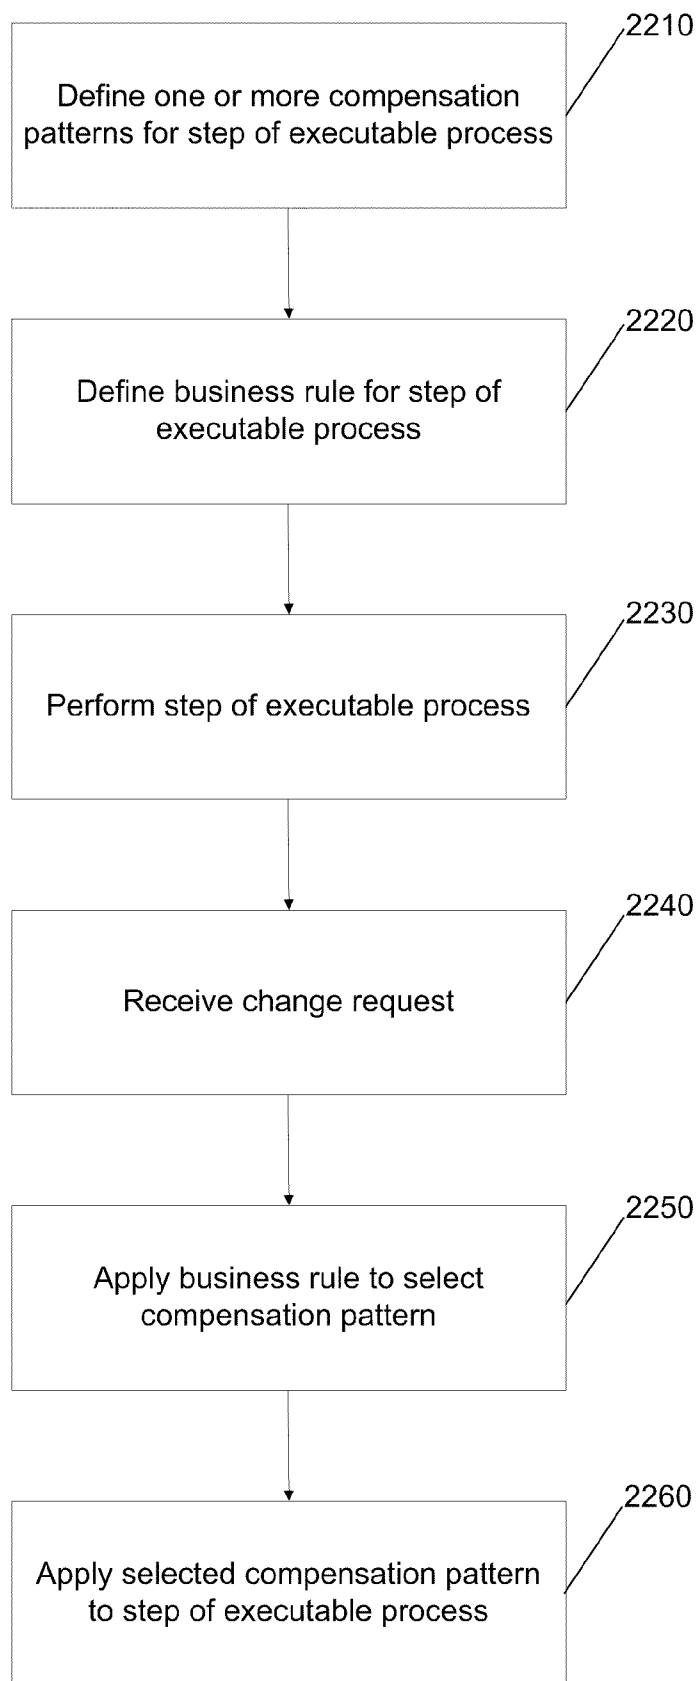 2210
Define one or more compensation
patterns for step of executable process
2220
Define business rule for step of
executable process
2230
Perform step of executable process
2240
Receive change request
2250
Apply business rule to select
compensation pattern
2260
Apply selected compensation pattern
to step of executable process